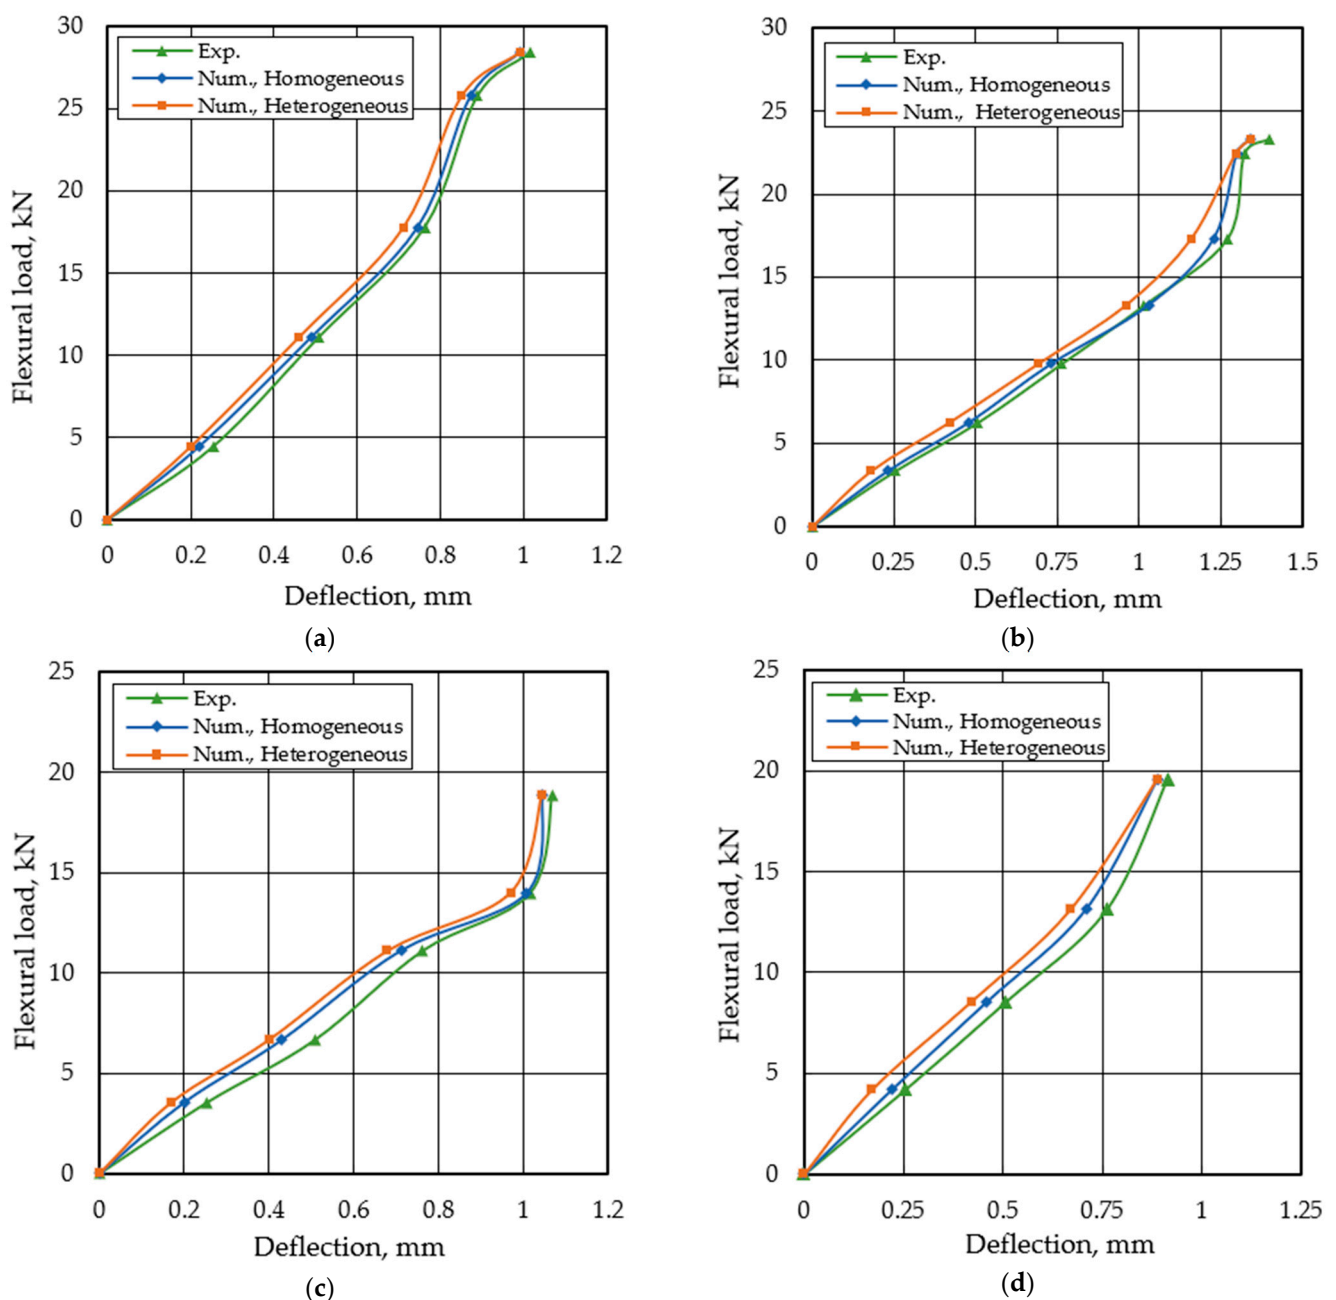 30
25
20
15
10
5
0
Flexural load, kN
Exp.
Num., Homogeneous
Num., Heterogeneous
0 0.2 0.4 0.6 0.8 1 1.2
Deflection, mm
(a)
30
25
20
15
10
5
0
Flexural load, kN
Exp.
Num., Homogeneous
Num., Heterogeneous
0 0.25 0.5 0.75 1 1.25 1.5
Deflection, mm
(b)
25
20
15
10
5
0
Flexural load, kN
Exp.
Num., Homogeneous
Num., Heterogeneous
0 0.2 0.4 0.6 0.8 1 1.2
Deflection, mm
(c)
25
20
15
10
5
0
Flexural load, kN
Exp.
Num., Homogeneous
Num., Heterogeneous
0 0.25 0.5 0.75 1 1.25
Deflection, mm
(d)